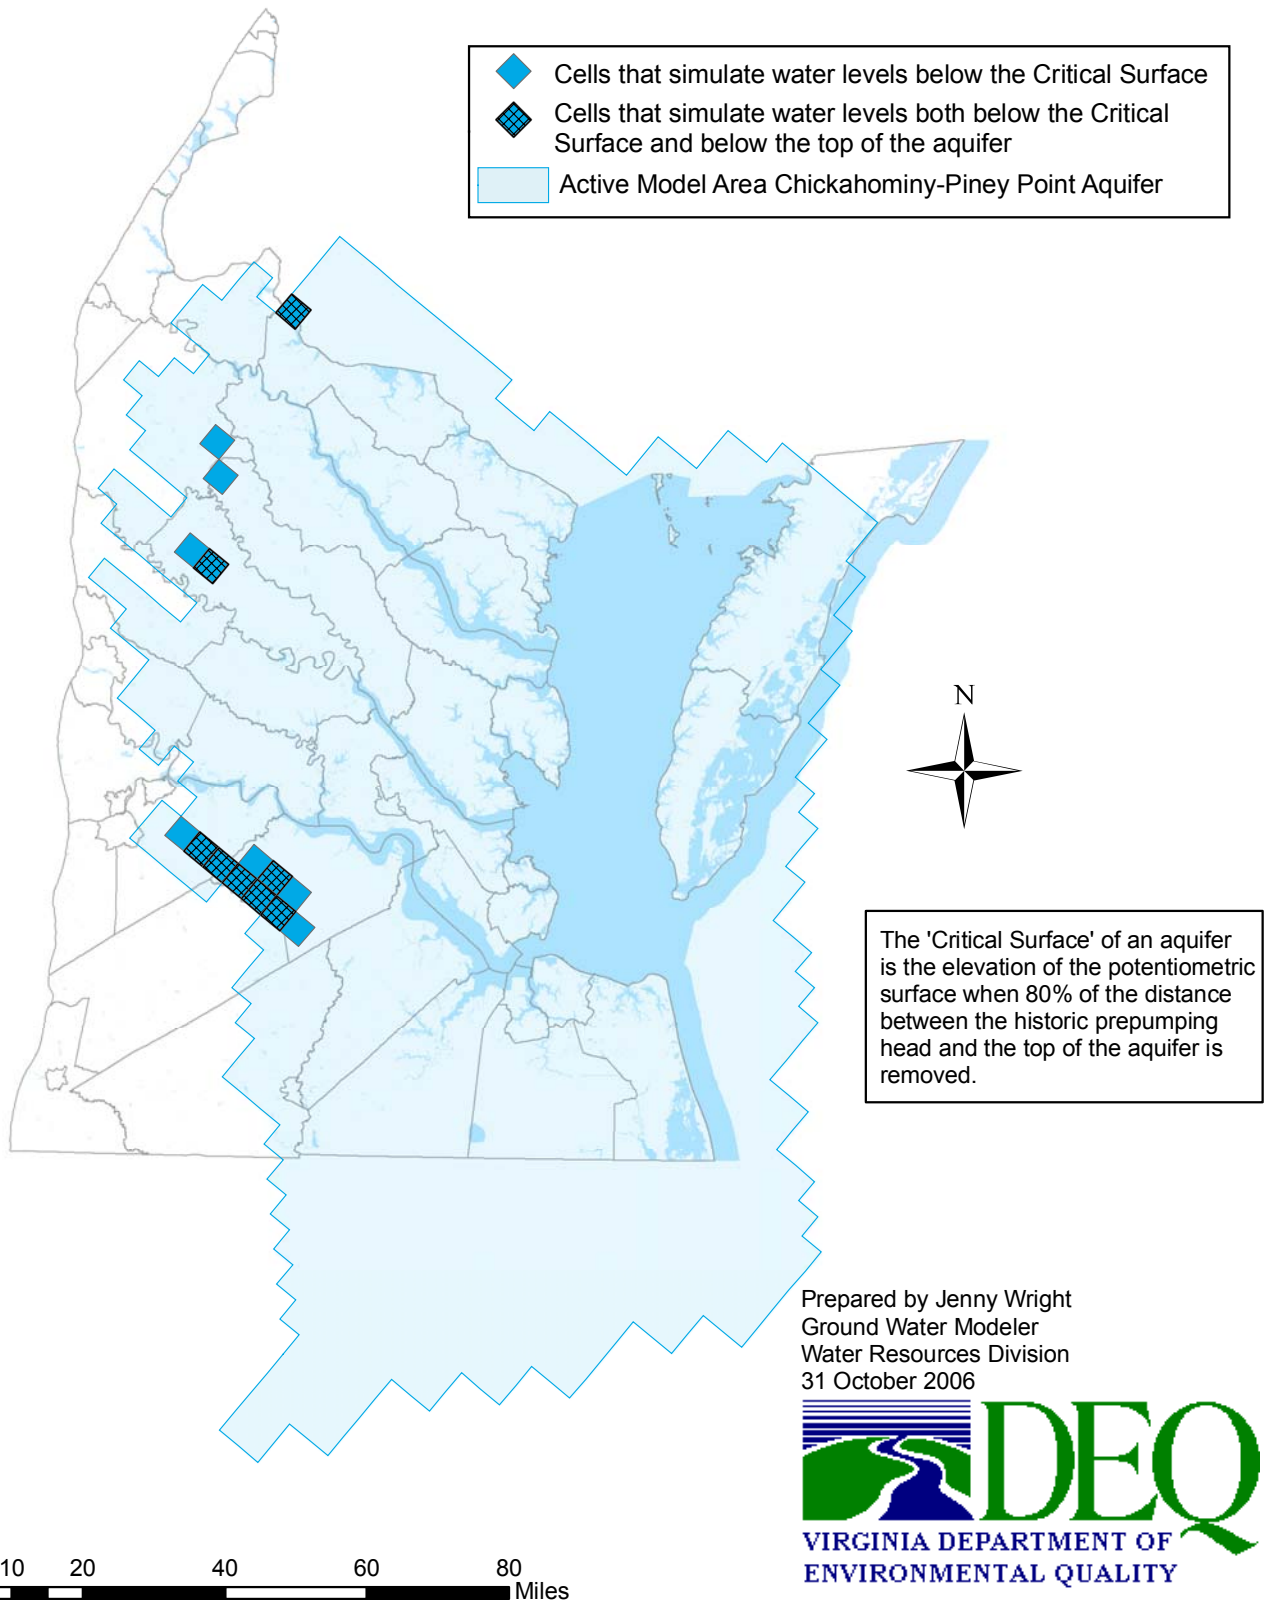 Cells that simulate water levels below the Critical Surface
Cells that simulate water levels both below the Critical
Surface and below the top of the aquifer
Active Model Area Chickahominy-Piney Point Aquifer
N
The 'Critical Surface' of an aquifer
is the elevation of the potentiometric
surface when 80% of the distance
between the historic prepumping
head and the top of the aquifer is
removed.
Prepared by Jenny Wright
Ground Water Modeler
Water Resources Division
31 October 2006
DEQ
VIRGINIA DEPARTMENT OF
ENVIRONMENTAL QUALITY
10 20 40 60 80
Miles